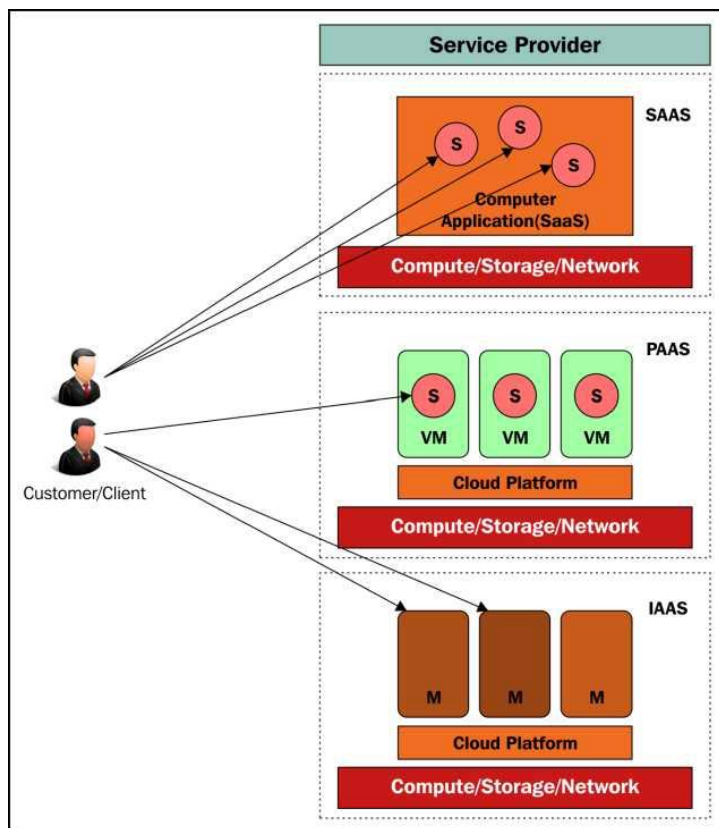 Service Provider
SAAS
S
S
S
Computer
Application(SaaS)
Compute/Storage/Network
PAAS
S
S
S
VM
VM
VM
Cloud Platform
Compute/Storage/Network
Customer/Client
IAAS
M
M
M
Cloud Platform
Compute/Storage/Network